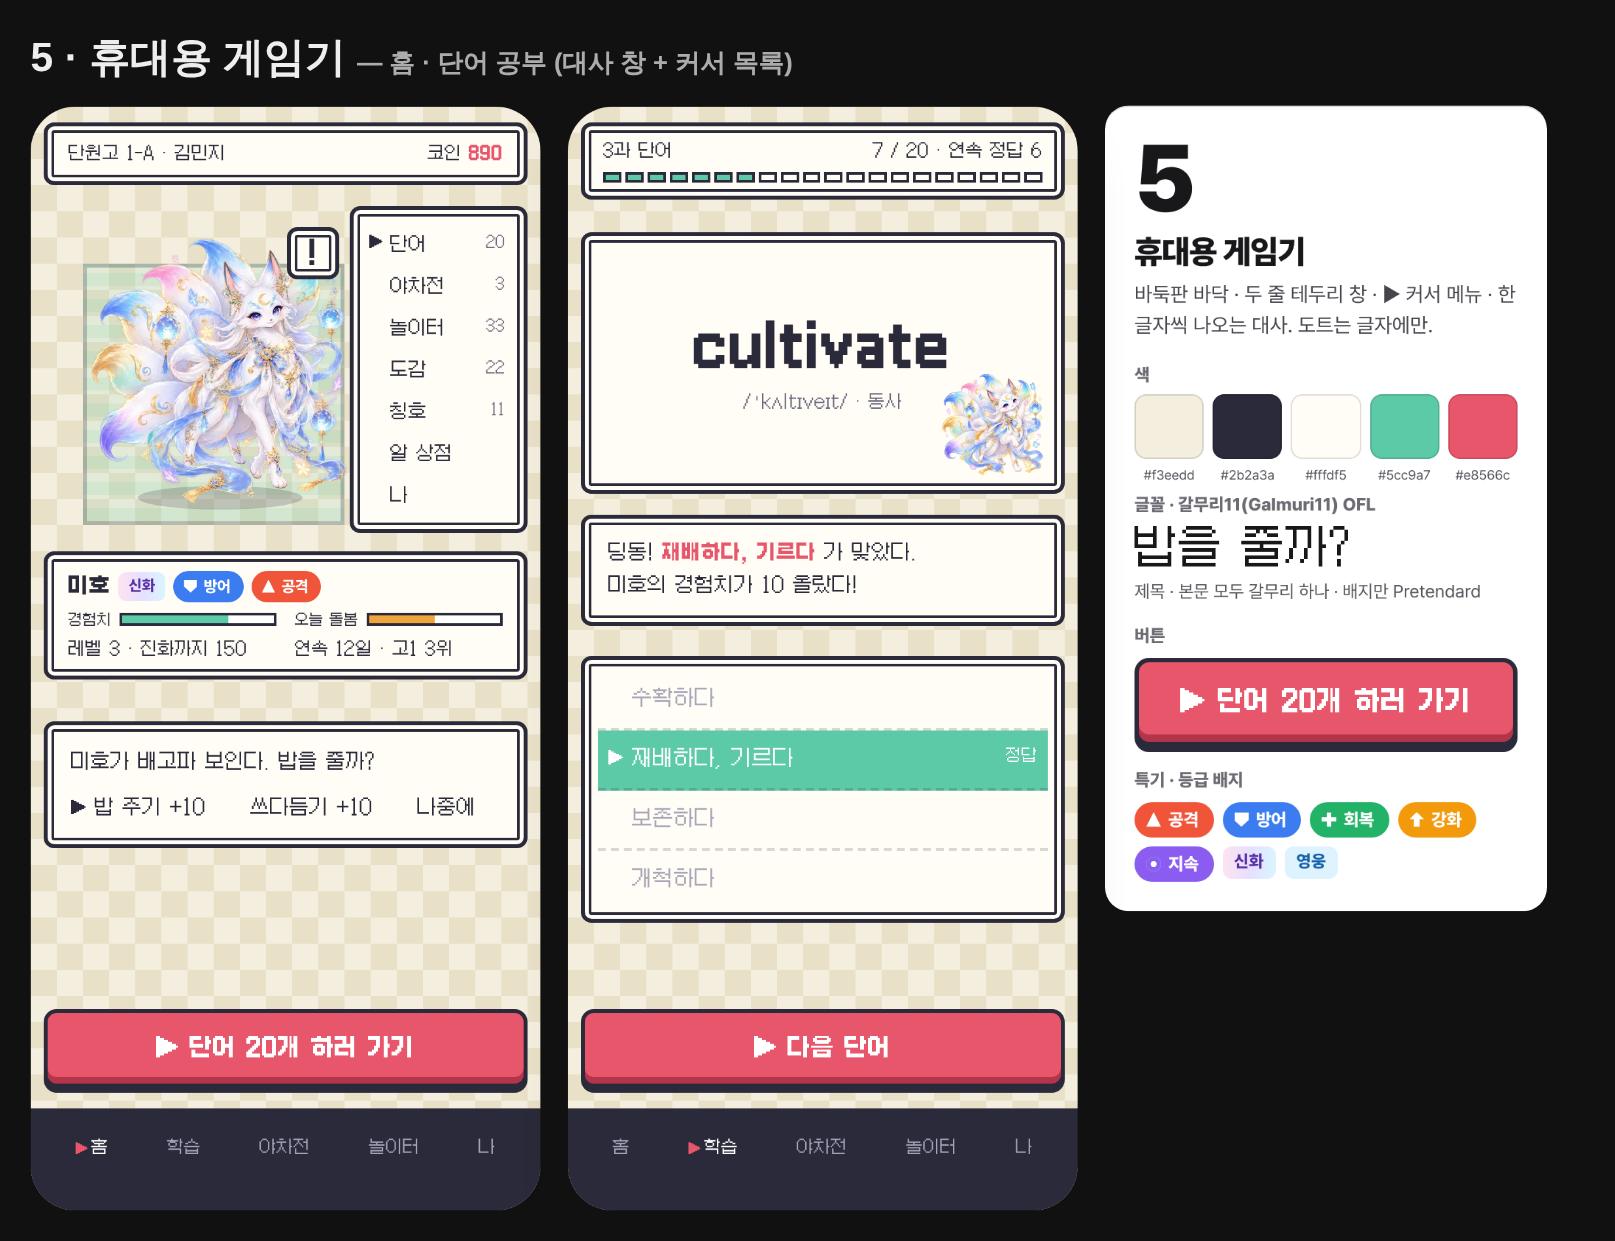 5 · 휴대용 게임기 — 홈 · 단어 공부 (대사 창 + 커서 목록)
단원고 1-A · 김민지 코인 890
!
▶ 단어 20
야차전 3
놀이터 33
도감 22
칭호 11
알 상점
나
미호 신화 방어 공격
경험치 오늘 돌봄
레벨 3 · 진화까지 150 연속 12일 · 고1 3위
미호가 배고파 보인다. 밥을 줄까?
▶ 밥 주기 +10 쓰다듬기 +10 나중에
▶ 단어 20개 하러 가기
▶홈 학습 야차전 놀이터 나
3과 단어 7 / 20 · 연속 정답 6
cultivate
/ˈkʌltɪveɪt/ · 동사
딩동! 재배하다, 기르다 가 맞았다.
미호의 경험치가 10 올랐다!
수확하다
▶ 재배하다, 기르다 정답
보존하다
개척하다
▶ 다음 단어
홈 ▶학습 야차전 놀이터 나
5
휴대용 게임기
바둑판 바닥 · 두 줄 테두리 창 · ▶ 커서 메뉴 · 한
글자씩 나오는 대사. 도트는 글자에만.
색
#f3eedd #2b2a3a #fffdf5 #5cc9a7 #e8566c
글꼴 · 갈무리11(Galmuri11) OFL
밥을 줄까?
제목 · 본문 모두 갈무리 하나 · 배지만 Pretendard
버튼
▶ 단어 20개 하러 가기
특기 · 등급 배지
공격 방어 회복 강화
지속 신화 영웅